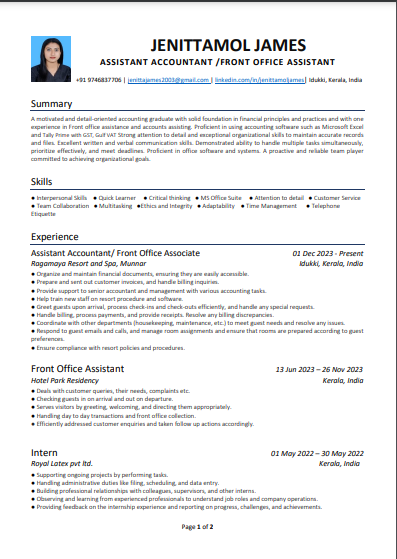 JENITTAMOL JAMES
ASSISTANT ACCOUNTANT /FRONT OFFICE ASSISTANT
+91 9746837706 | jenittajames2003@gmail.com | linkedin.com/in/jenittamoljames| Idukki, Kerala, India
Summary
A motivated and detail-oriented accounting graduate with solid foundation in financial principles and practices and with one
experience in Front office assistance and accounts assisting. Proficient in using accounting software such as Microsoft Excel
and Tally Prime with GST, Gulf VAT Strong attention to detail and exceptional organizational skills to maintain accurate records
and files. Excellent written and verbal communication skills. Demonstrated ability to handle multiple tasks simultaneously,
prioritize effectively, and meet deadlines. Proficient in office software and systems. A proactive and reliable team player
committed to achieving organizational goals.
Skills
● Interpersonal Skills ● Quick Learner ● Critical thinking ● MS Office Suite ● Attention to detail ● Customer Service
● Team Collaboration ● Multitasking ●Ethics and Integrity ● Adaptability ● Time Management ● Telephone
Etiquette
Experience
Assistant Accountant/ Front Office Associate 01 Dec 2023 - Present
Ragamaya Resort and Spa, Munnar Idukki, Kerala, India
● Organize and maintain financial documents, ensuring they are easily accessible.
● Prepare and sent out customer invoices, and handle billing inquiries.
● Provide support to senior accountant and management with various accounting tasks.
● Help train new staff on resort procedure and software.
● Greet guests upon arrival, process check-ins and check-outs efficiently, and handle any special requests.
● Handle billing, process payments, and provide receipts. Resolve any billing discrepancies.
● Coordinate with other departments (housekeeping, maintenance, etc.) to meet guest needs and resolve any issues.
● Respond to guest emails and calls, and manage room assignments and ensure that rooms are prepared according to guest
preferences.
● Ensure compliance with resort policies and procedures.
Front Office Assistant 13 Jun 2023 – 26 Nov 2023
Hotel Park Residency Kerala, India
● Deals with customer queries, their needs, complaints etc.
● Checking guests in on arrival and out on departure.
● Serves visitors by greeting, welcoming, and directing them appropriately.
● Handling day to day transactions and front office collection.
● Efficiently addressed customer enquiries and taken follow up actions accordingly.
Intern 01 May 2022 – 30 May 2022
Royal Latex pvt ltd. Kerala, India
● Supporting ongoing projects by performing tasks.
● Handling administrative duties like filing, scheduling, and data entry.
● Building professional relationships with colleagues, supervisors, and other interns.
● Observing and learning from experienced professionals to understand job roles and company operations.
● Providing feedback on the internship experience and reporting on progress, challenges, and achievements.
Page 1 of 2